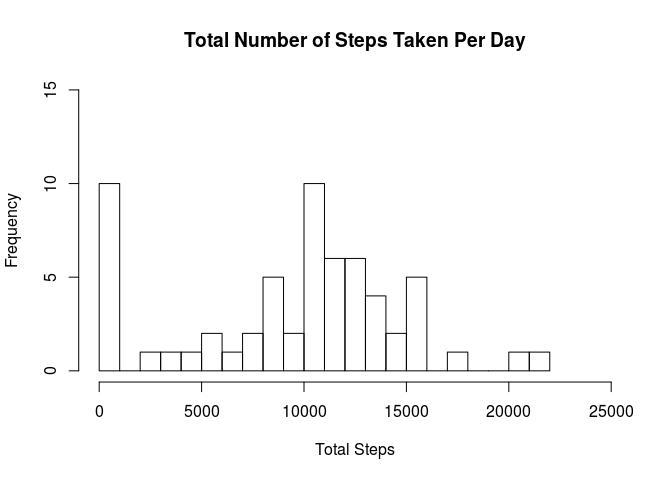 Total Number of Steps Taken Per Day
15
10
5
0
Frequency
0 5000 10000 15000 20000 25000
Total Steps